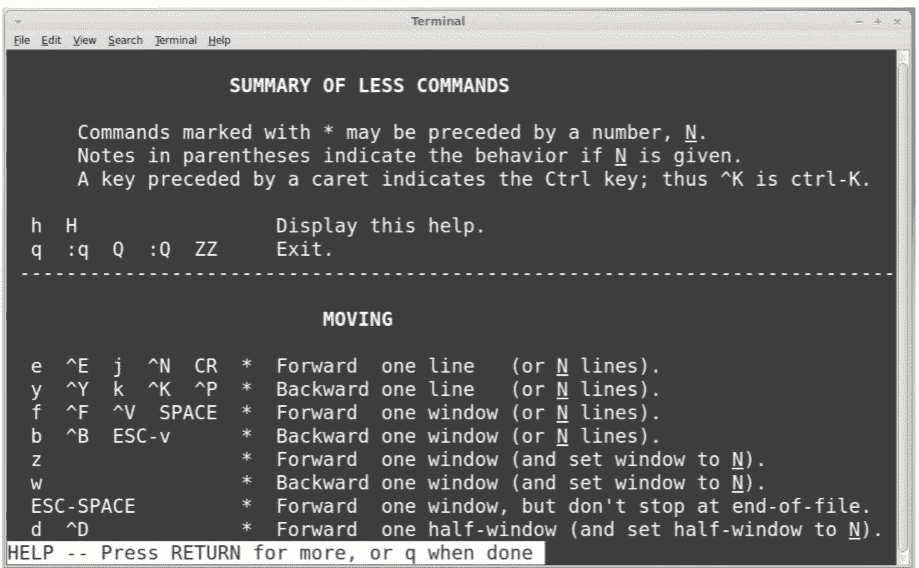 Terminal
File Edit View Search Terminal Help
SUMMARY OF LESS COMMANDS
Commands marked with * may be preceded by a number, N.
Notes in parentheses indicate the behavior if N is given.
A key preceded by a caret indicates the Ctrl key; thus ^K is ctrl-K.
h H Display this help.
q :q Q :Q ZZ Exit.
---------------------------------------------------------------------------
MOVING
e ^E j ^N CR * Forward one line (or N lines).
y ^Y k ^K ^P * Backward one line (or N lines).
f ^F ^V SPACE * Forward one window (or N lines).
b ^B ESC-v * Backward one window (or N lines).
z * Forward one window (and set window to N).
w * Backward one window (and set window to N).
ESC-SPACE * Forward one window, but don't stop at end-of-file.
d ^D * Forward one half-window (and set half-window to N).
HELP -- Press RETURN for more, or q when done